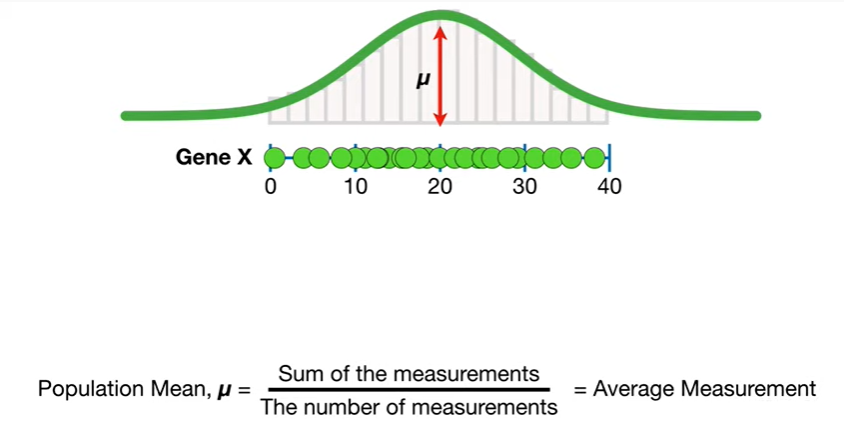 μ
Gene X
0 10 20 30 40
Sum of the measurements
Population Mean, μ = = Average Measurement
The number of measurements